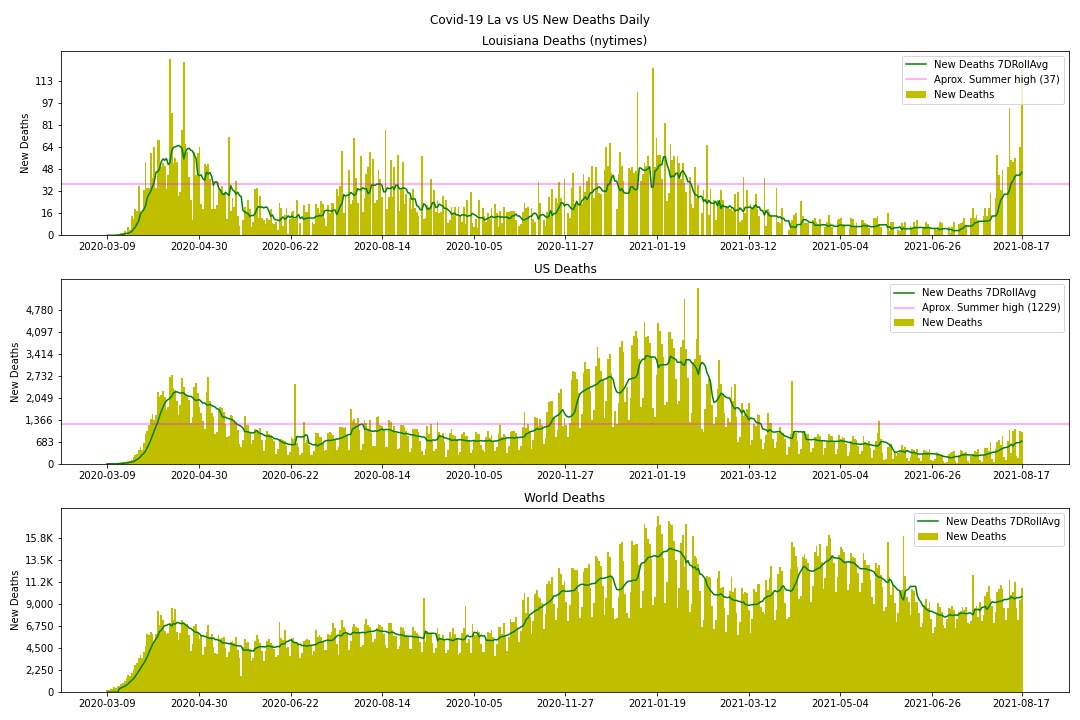 Covid-19 La vs US New Deaths Daily
Louisiana Deaths (nytimes)
New Deaths 7DRollAvg
Aprox. Summer high (37)
New Deaths
New Deaths
113
97
81
64
48
32
16
0
2020-03-09 2020-04-30 2020-06-22 2020-08-14 2020-10-05 2020-11-27 2021-01-19 2021-03-12 2021-05-04 2021-06-26 2021-08-17
US Deaths
New Deaths 7DRollAvg
Aprox. Summer high (1229)
New Deaths
New Deaths
4,780
4,097
3,414
2,732
2,049
1,366
683
0
2020-03-09 2020-04-30 2020-06-22 2020-08-14 2020-10-05 2020-11-27 2021-01-19 2021-03-12 2021-05-04 2021-06-26 2021-08-17
World Deaths
New Deaths 7DRollAvg
New Deaths
New Deaths
15.8K
13.5K
11.2K
9,000
6,750
4,500
2,250
0
2020-03-09 2020-04-30 2020-06-22 2020-08-14 2020-10-05 2020-11-27 2021-01-19 2021-03-12 2021-05-04 2021-06-26 2021-08-17